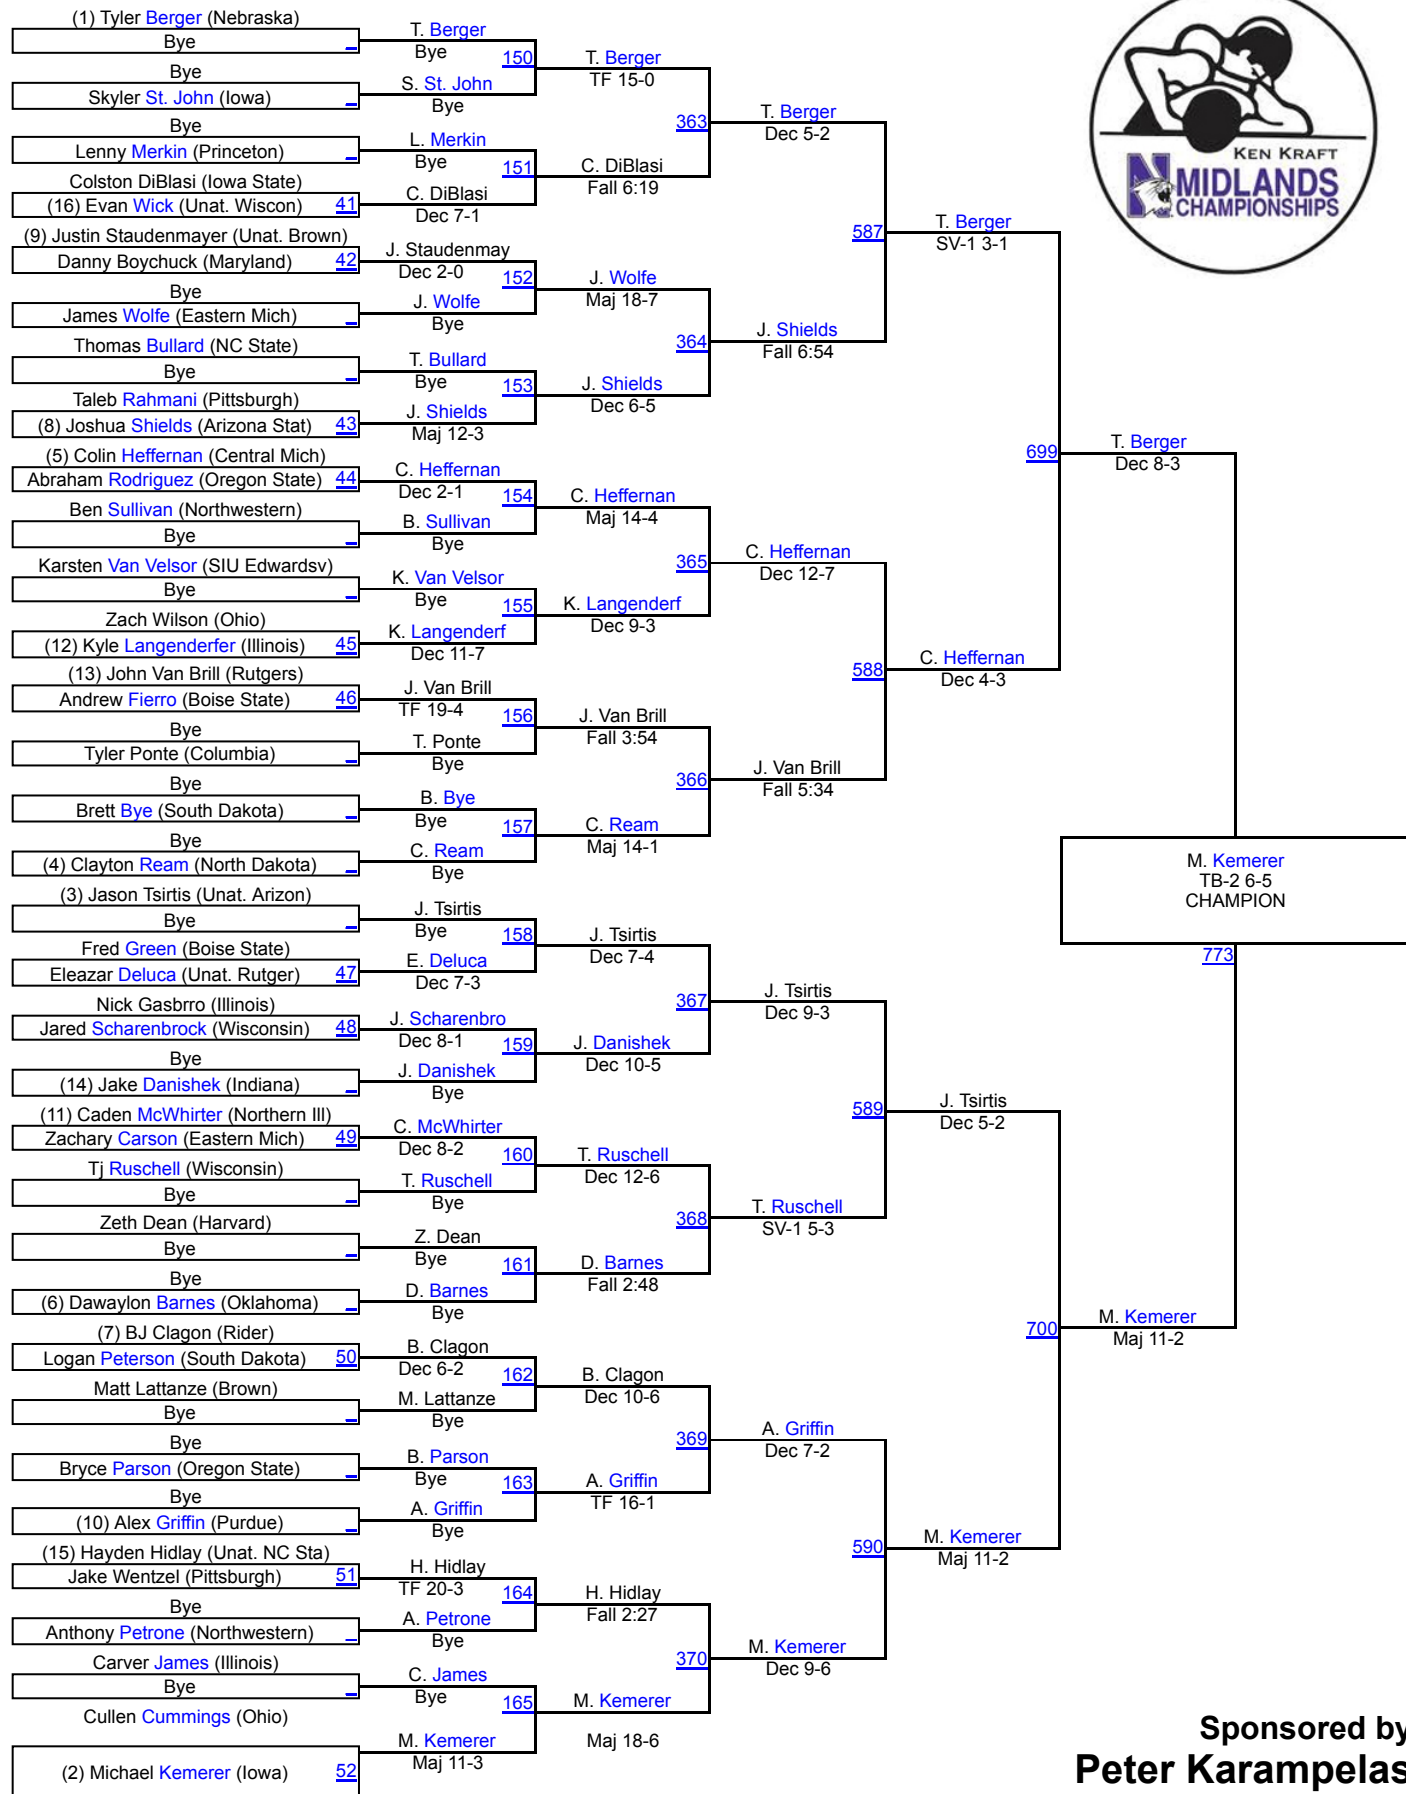 (1) Tyler Berger (Nebraska)
Bye
Bye
Skyler St. John (Iowa)
Bye
Lenny Merkin (Princeton)
Colston DiBlasi (Iowa State)
(16) Evan Wick (Unat. Wiscon) 41
(9) Justin Staudenmayer (Unat. Brown)
Danny Boychuck (Maryland) 42
Bye
James Wolfe (Eastern Mich)
Thomas Bullard (NC State)
Bye
Taleb Rahmani (Pittsburgh)
(8) Joshua Shields (Arizona Stat) 43
(5) Colin Heffernan (Central Mich)
Abraham Rodriguez (Oregon State) 44
Ben Sullivan (Northwestern)
Bye
Karsten Van Velsor (SIU Edwardsv)
Bye
Zach Wilson (Ohio)
(12) Kyle Langenderfer (Illinois) 45
(13) John Van Brill (Rutgers)
Andrew Fierro (Boise State) 46
Bye
Tyler Ponte (Columbia)
Bye
Brett Bye (South Dakota)
Bye
(4) Clayton Ream (North Dakota)
(3) Jason Tsirtis (Unat. Arizon)
Bye
Fred Green (Boise State)
Eleazar Deluca (Unat. Rutger) 47
Nick Gasbrro (Illinois)
Jared Scharenbrock (Wisconsin) 48
Bye
(14) Jake Danishek (Indiana)
(11) Caden McWhirter (Northern Ill)
Zachary Carson (Eastern Mich) 49
Tj Ruschell (Wisconsin)
Bye
Zeth Dean (Harvard)
Bye
Bye
(6) Dawaylon Barnes (Oklahoma)
(7) BJ Clagon (Rider)
Logan Peterson (South Dakota) 50
Matt Lattanze (Brown)
Bye
Bye
Bryce Parson (Oregon State)
Bye
(10) Alex Griffin (Purdue)
(15) Hayden Hidlay (Unat. NC Sta)
Jake Wentzel (Pittsburgh) 51
Bye
Anthony Petrone (Northwestern)
Carver James (Illinois)
Bye
Cullen Cummings (Ohio)
(2) Michael Kemerer (Iowa) 52
T. Berger
Bye
150
S. St. John
Bye
L. Merkin
Bye
151
C. DiBlasi
Dec 7-1
J. Staudenmay
Dec 2-0
152
J. Wolfe
Bye
T. Bullard
Bye
153
J. Shields
Maj 12-3
C. Heffernan
Dec 2-1
154
B. Sullivan
Bye
K. Van Velsor
Bye
155
K. Langenderf
Dec 11-7
J. Van Brill
TF 19-4
156
T. Ponte
Bye
B. Bye
Bye
157
C. Ream
Bye
J. Tsirtis
Bye
158
E. Deluca
Dec 7-3
J. Scharenbro
Dec 8-1
159
J. Danishek
Bye
C. McWhirter
Dec 8-2
160
T. Ruschell
Bye
Z. Dean
Bye
161
D. Barnes
Bye
B. Clagon
Dec 6-2
162
M. Lattanze
Bye
B. Parson
Bye
163
A. Griffin
Bye
H. Hidlay
TF 20-3
164
A. Petrone
Bye
C. James
Bye
165
M. Kemerer
Maj 11-3
T. Berger
TF 15-0
363
C. DiBlasi
Fall 6:19
J. Wolfe
Maj 18-7
364
J. Shields
Dec 6-5
C. Heffernan
Maj 14-4
365
K. Langenderf
Dec 9-3
J. Van Brill
Fall 3:54
366
C. Ream
Maj 14-1
J. Tsirtis
Dec 7-4
367
J. Danishek
Dec 10-5
T. Ruschell
Dec 12-6
368
D. Barnes
Fall 2:48
B. Clagon
Dec 10-6
369
A. Griffin
TF 16-1
H. Hidlay
Fall 2:27
370
M. Kemerer
Maj 18-6
T. Berger
Dec 5-2
587
J. Shields
Fall 6:54
C. Heffernan
Dec 12-7
588
J. Van Brill
Fall 5:34
J. Tsirtis
Dec 9-3
589
T. Ruschell
SV-1 5-3
A. Griffin
Dec 7-2
590
M. Kemerer
Dec 9-6
T. Berger
SV-1 3-1
699
C. Heffernan
Dec 4-3
J. Tsirtis
Dec 5-2
700
M. Kemerer
Maj 11-2
T. Berger
Dec 8-3
M. Kemerer
TB-2 6-5
CHAMPION
773
M. Kemerer
Maj 11-2
KEN KRAFT
N MIDLANDS
CHAMPIONSHIPS
Sponsored by
Peter Karampelas